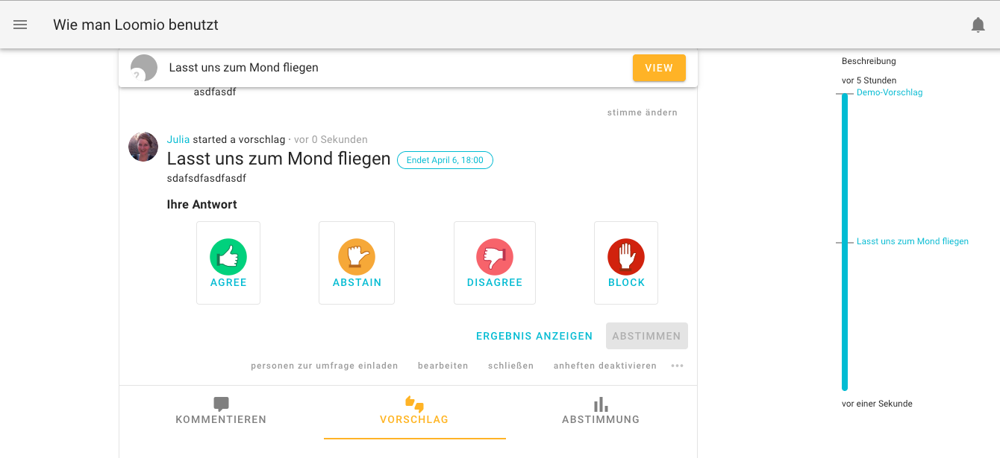 Wie man Loomio benutzt
?
Lasst uns zum Mond fliegen
VIEW
asdfasdf
stimme ändern
Julia started a vorschlag · vor 0 Sekunden
Lasst uns zum Mond fliegen Endet April 6, 18:00
sdafsdfasdfasdf
Ihre Antwort
AGREE ABSTAIN DISAGREE BLOCK
ERGEBNIS ANZEIGEN ABSTIMMEN
personen zur umfrage einladen bearbeiten schließen anheften deaktivieren
KOMMENTIEREN VORSCHLAG ABSTIMMUNG
Beschreibung
vor 5 Stunden
Demo-Vorschlag
Lasst uns zum Mond fliegen
vor einer Sekunde